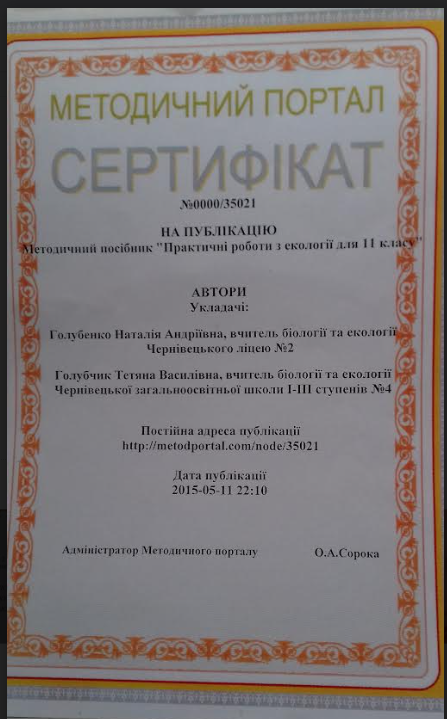 МЕТОДИЧНИЙ ПОРТАЛ
СЕРТИФІКАТ
№0000/35021
НА ПУБЛІКАЦІЮ
Методичний посібник "Практичні роботи з екології для 11 класу"
АВТОРИ
Укладачі:
Голубенко Наталія Андріївна, вчитель біології та екології
Чернівецького ліцею №2
Голубчик Тетяна Василівна, вчитель біології та екології
Чернівецької загальноосвітньої школи І-ІІІ ступенів №4
Постійна адреса публікації
http://metodportal.com/node/35021
Дата публікації
2015-05-11 22:10
Адміністратор Методичного порталу О.А.Сорока